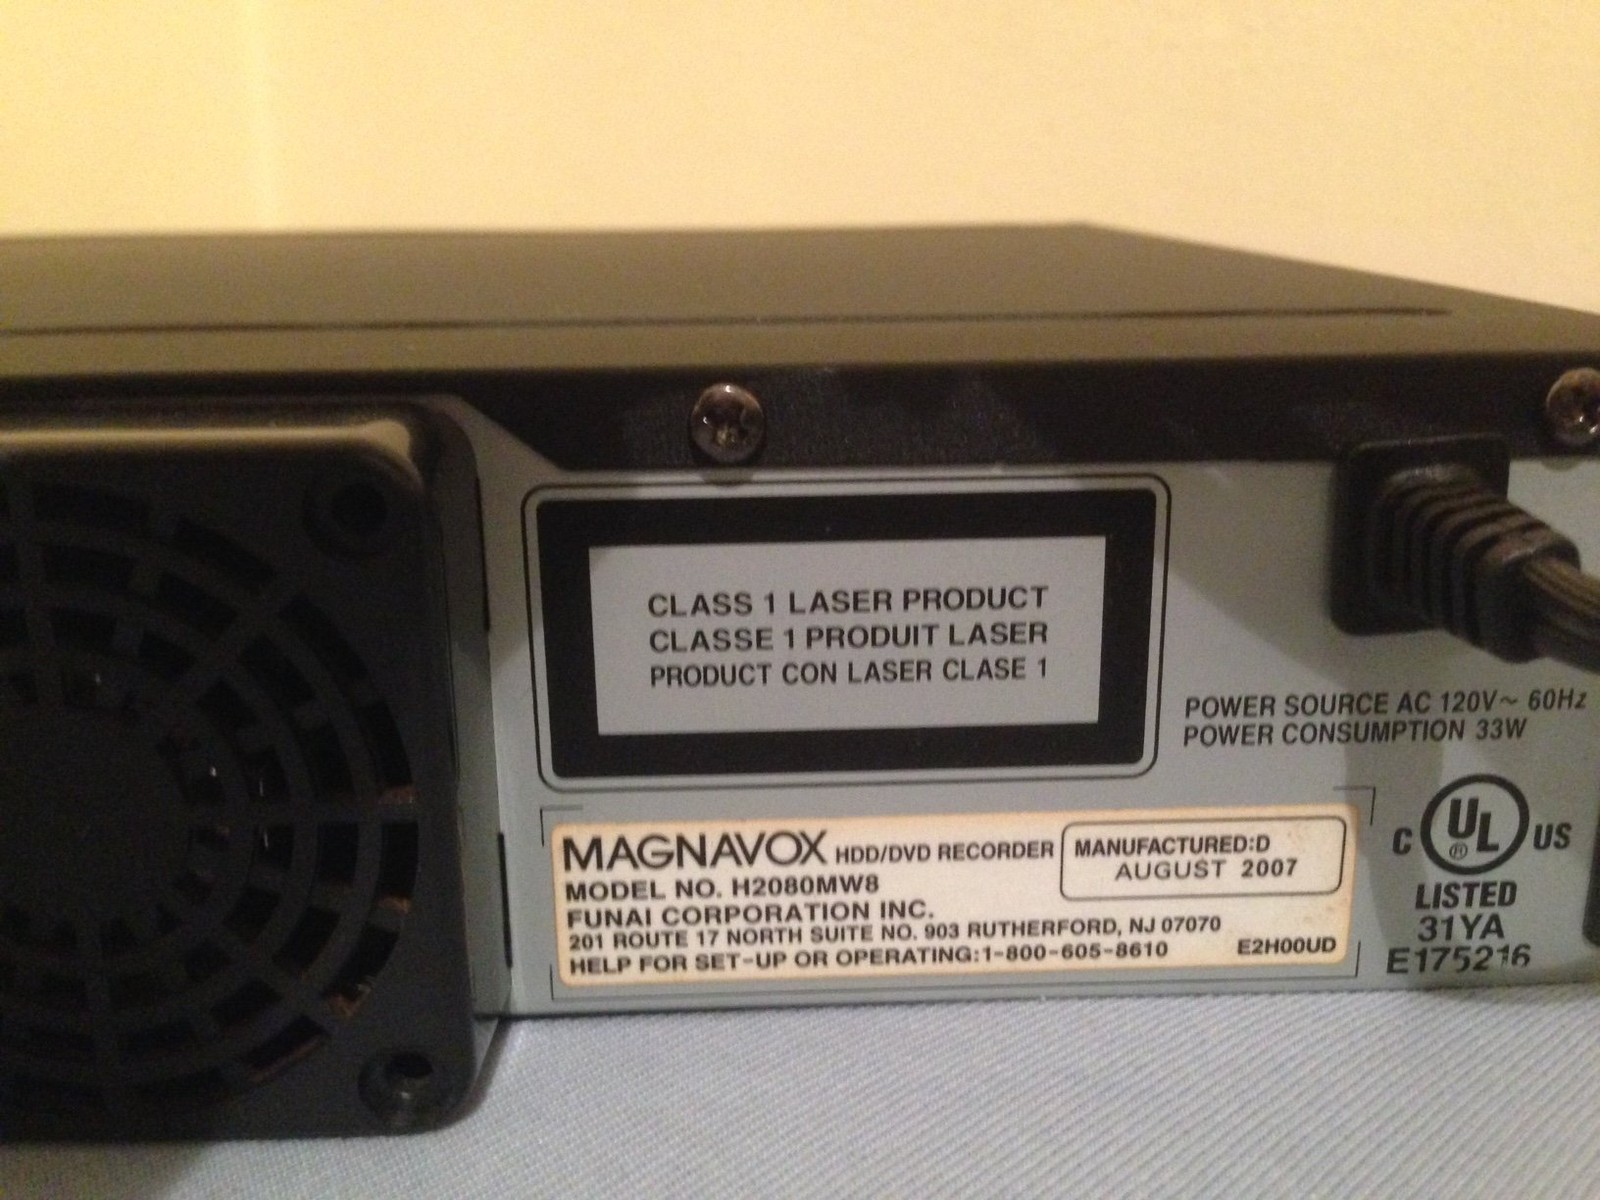 CLASS 1 LASER PRODUCT
CLASSE 1 PRODUIT LASER
PRODUCT CON LASER CLASE 1
POWER SOURCE AC 120V~ 60Hz
POWER CONSUMPTION 33W
MAGNAVOX HDD/DVD RECORDER
MODEL NO. H2080MW8
FUNAI CORPORATION INC.
201 ROUTE 17 NORTH SUITE NO. 903 RUTHERFORD, NJ 07070
HELP FOR SET-UP OR OPERATING:1-800-605-8610 E2H00UD
MANUFACTURED:D
AUGUST 2007
C UL ® US
LISTED
31YA
E175216